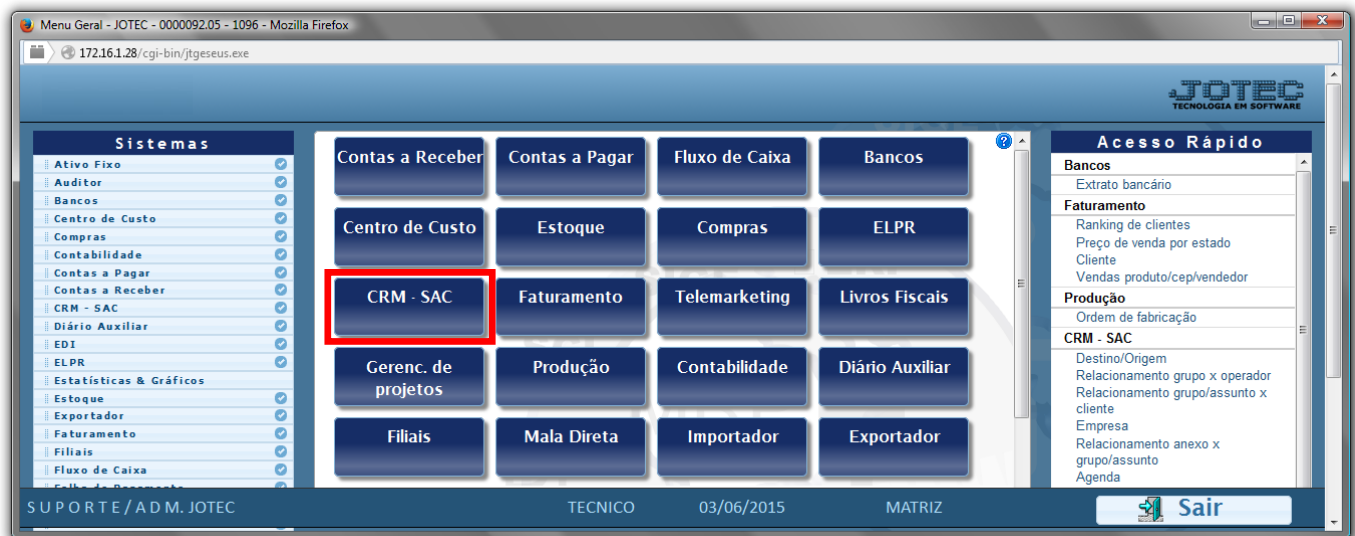 Menu Geral - JOTEC - 0000092.05 - 1096 - Mozilla Firefox
172.16.1.28/cgi-bin/jtgeseus.exe
JOTEC
TECNOLOGIA EM SOFTWARE
Sistemas
Ativo Fixo
Auditor
Bancos
Centro de Custo
Compras
Contabilidade
Contas a Pagar
Contas a Receber
CRM - SAC
Diário Auxiliar
EDI
ELPR
Estatísticas & Gráficos
Estoque
Exportador
Faturamento
Filiais
Fluxo de Caixa
Contas a Receber
Contas a Pagar
Fluxo de Caixa
Bancos
Centro de Custo
Estoque
Compras
ELPR
CRM - SAC
Faturamento
Telemarketing
Livros Fiscais
Gerenc. de
projetos
Produção
Contabilidade
Diário Auxiliar
Filiais
Mala Direta
Importador
Exportador
Acesso Rápido
Bancos
Extrato bancário
Faturamento
Ranking de clientes
Preço de venda por estado
Cliente
Vendas produto/cep/vendedor
Produção
Ordem de fabricação
CRM - SAC
Destino/Origem
Relacionamento grupo x operador
Relacionamento grupo/assunto x
cliente
Empresa
Relacionamento anexo x
grupo/assunto
Agenda
SUPORTE/ADM. JOTEC
TECNICO
03/06/2015
MATRIZ
Sair